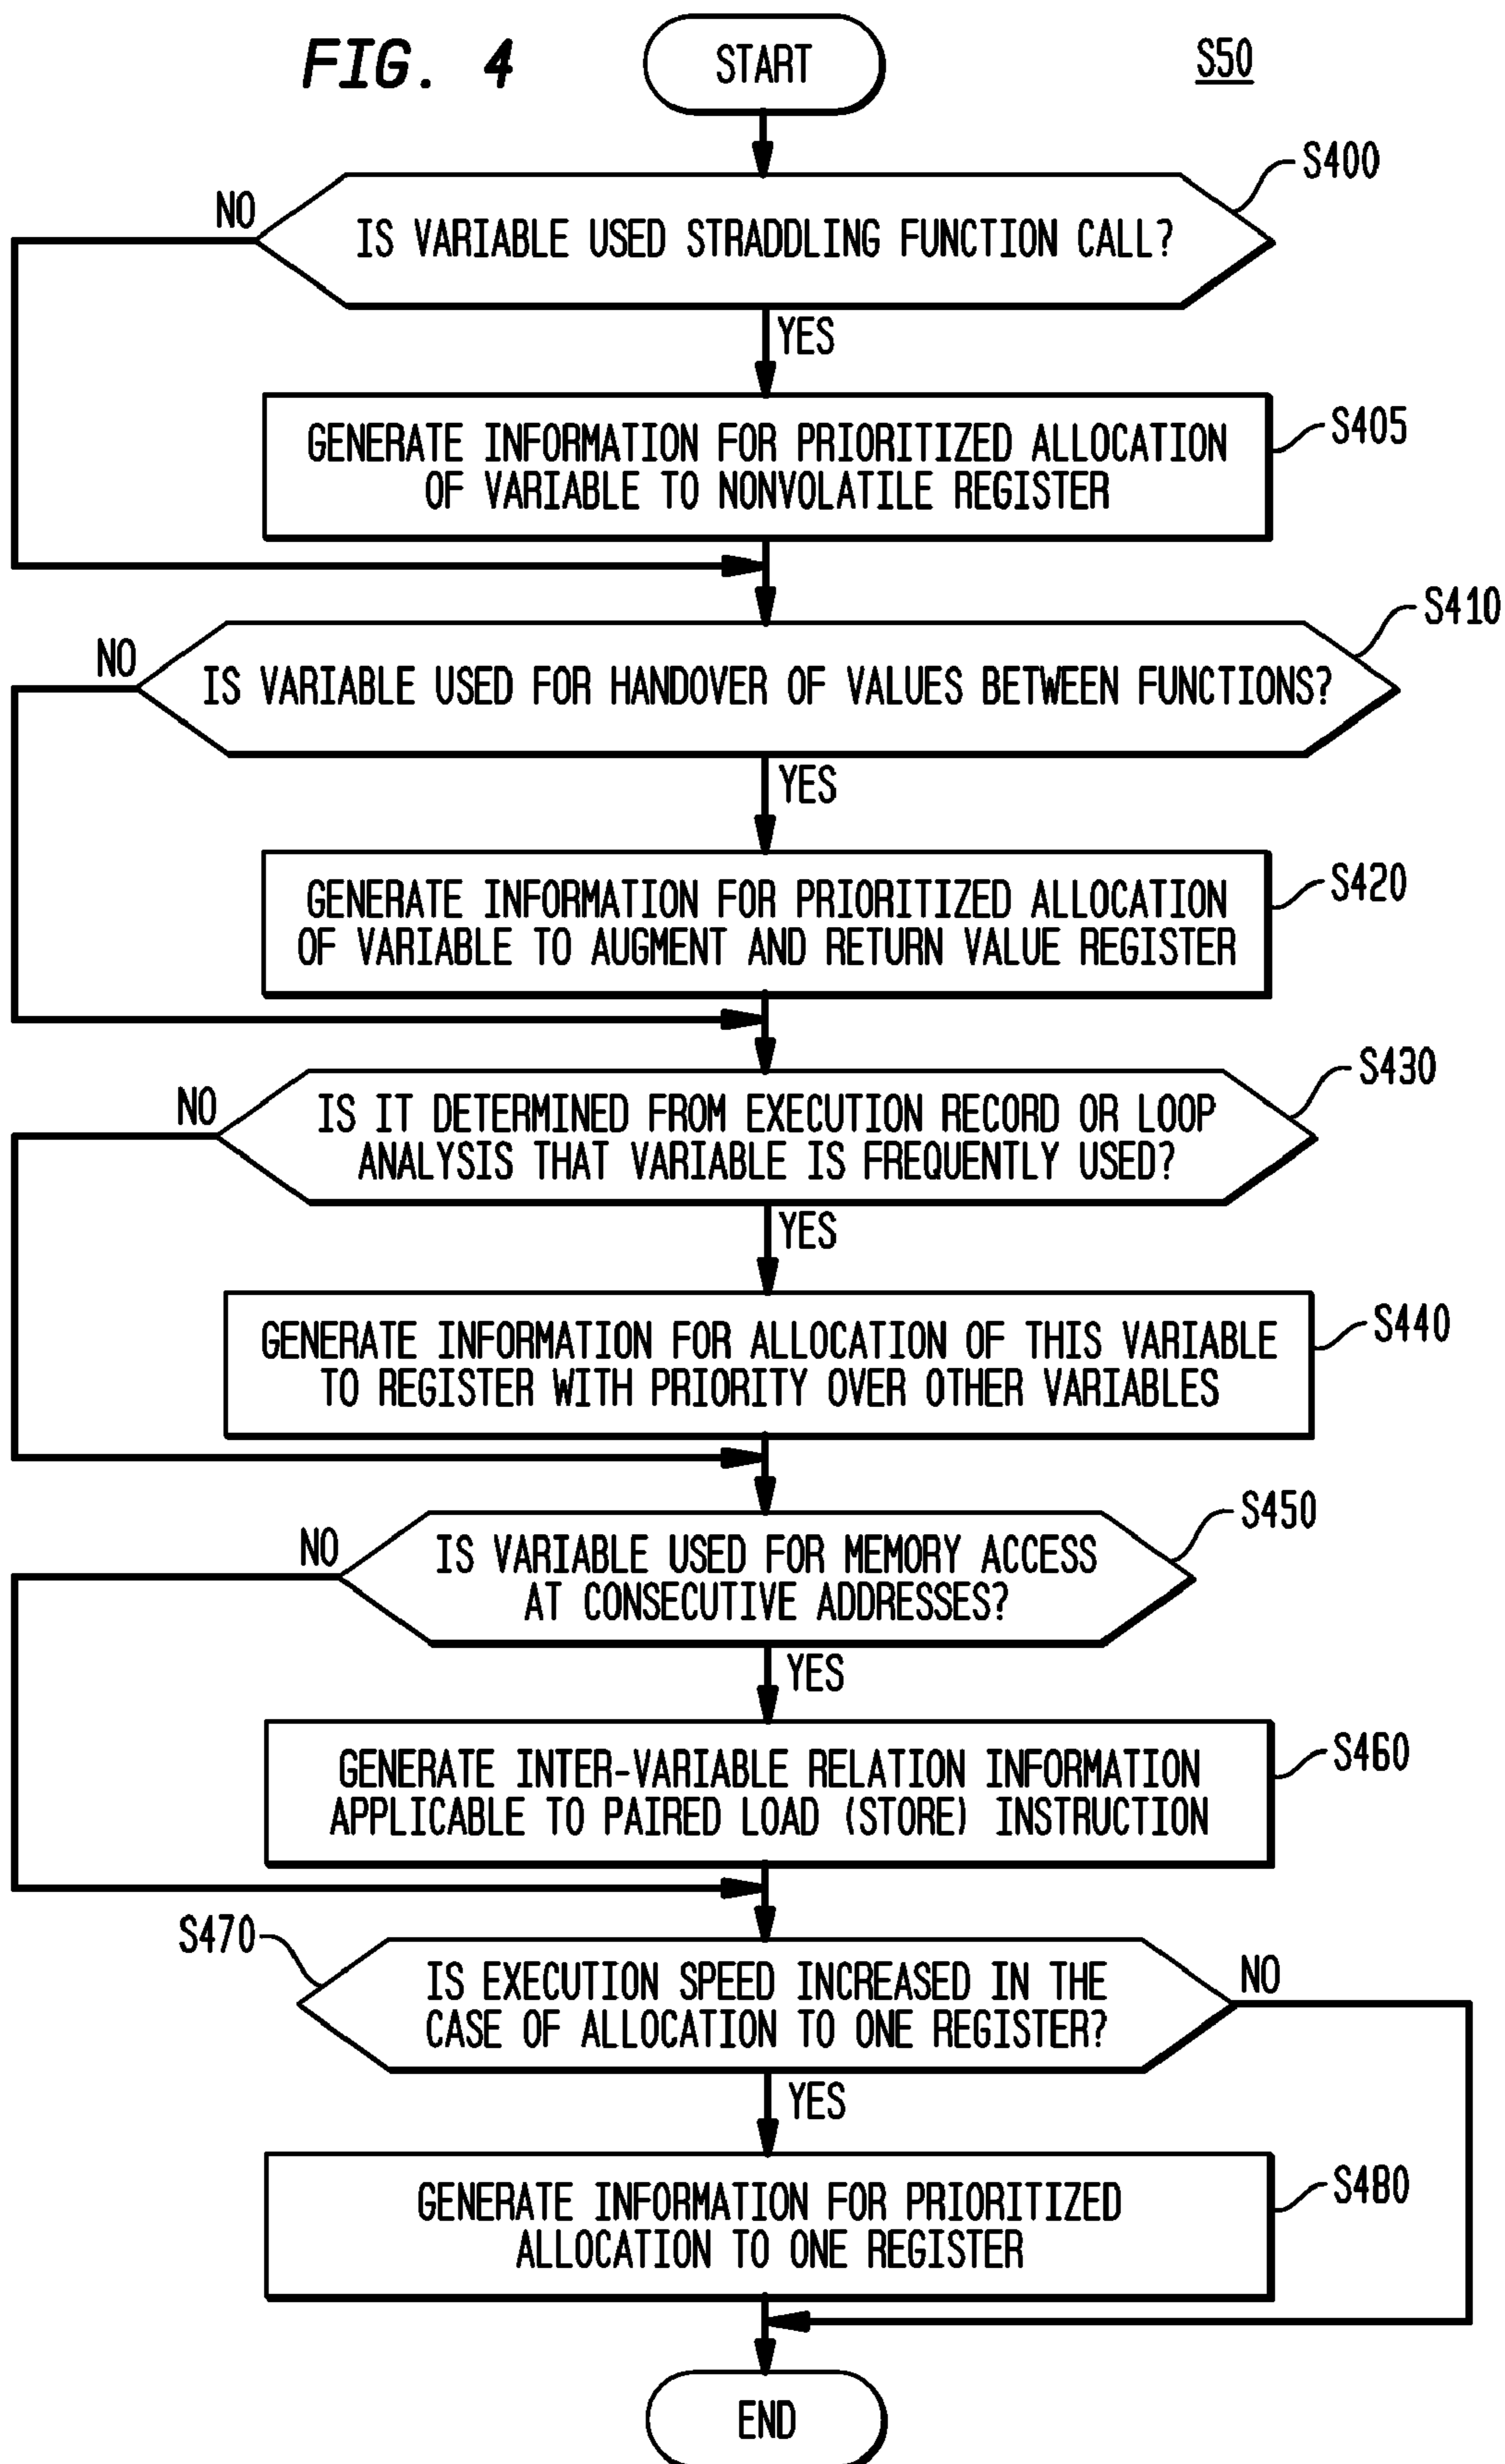 FIG. 4
START
S50
S400
NO
IS VARIABLE USED STRADDLING FUNCTION CALL?
YES
S405
GENERATE INFORMATION FOR PRIORITIZED ALLOCATION
OF VARIABLE TO NONVOLATILE REGISTER
S410
NO
IS VARIABLE USED FOR HANDOVER OF VALUES BETWEEN FUNCTIONS?
YES
S420
GENERATE INFORMATION FOR PRIORITIZED ALLOCATION
OF VARIABLE TO AUGMENT AND RETURN VALUE REGISTER
S430
NO
IS IT DETERMINED FROM EXECUTION RECORD OR LOOP
ANALYSIS THAT VARIABLE IS FREQUENTLY USED?
YES
S440
GENERATE INFORMATION FOR ALLOCATION OF THIS VARIABLE
TO REGISTER WITH PRIORITY OVER OTHER VARIABLES
S450
NO
IS VARIABLE USED FOR MEMORY ACCESS
AT CONSECUTIVE ADDRESSES?
YES
S460
GENERATE INTER-VARIABLE RELATION INFORMATION
APPLICABLE TO PAIRED LOAD (STORE) INSTRUCTION
S470
NO
IS EXECUTION SPEED INCREASED IN THE
CASE OF ALLOCATION TO ONE REGISTER?
YES
S480
GENERATE INFORMATION FOR PRIORITIZED
ALLOCATION TO ONE REGISTER
END